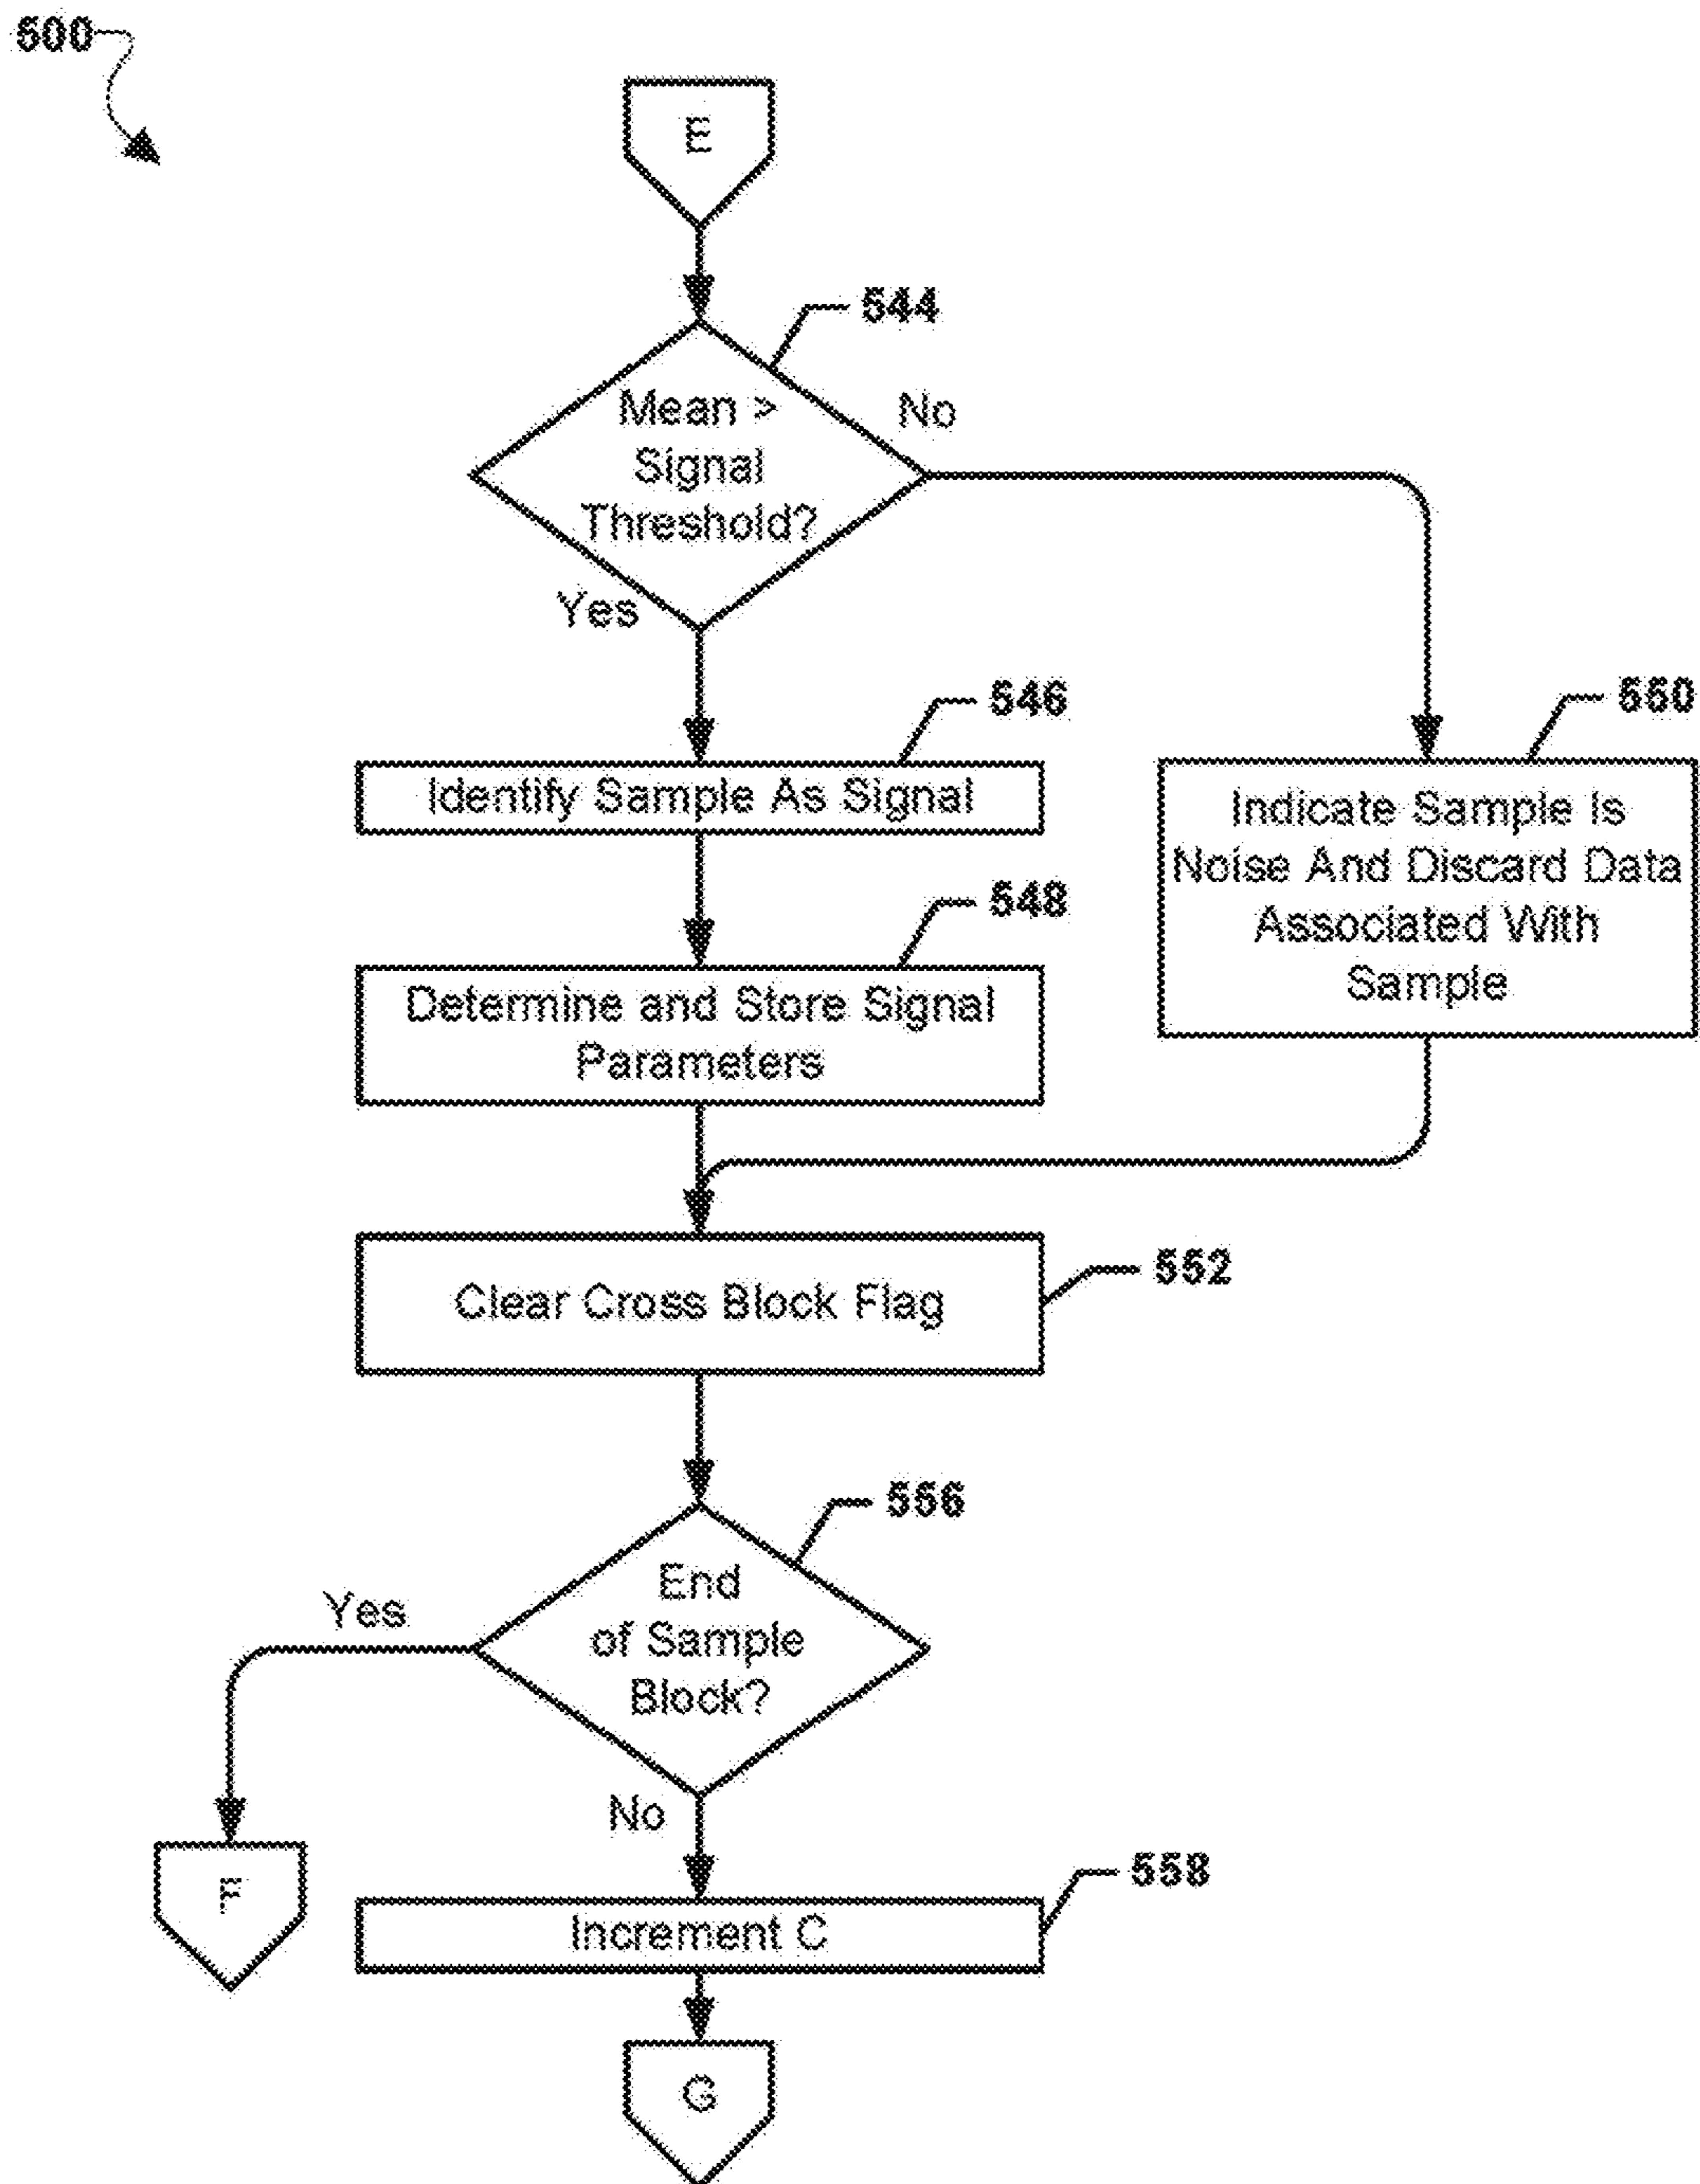 500
E
544
Mean >
Signal
Threshold?
No
Yes
546
Identify Sample As Signal
550
Indicate Sample Is
Noise And Discard Data
Associated With
Sample
548
Determine and Store Signal
Parameters
552
Clear Cross Block Flag
556
End
of Sample
Block?
Yes
No
F
558
Increment C
G